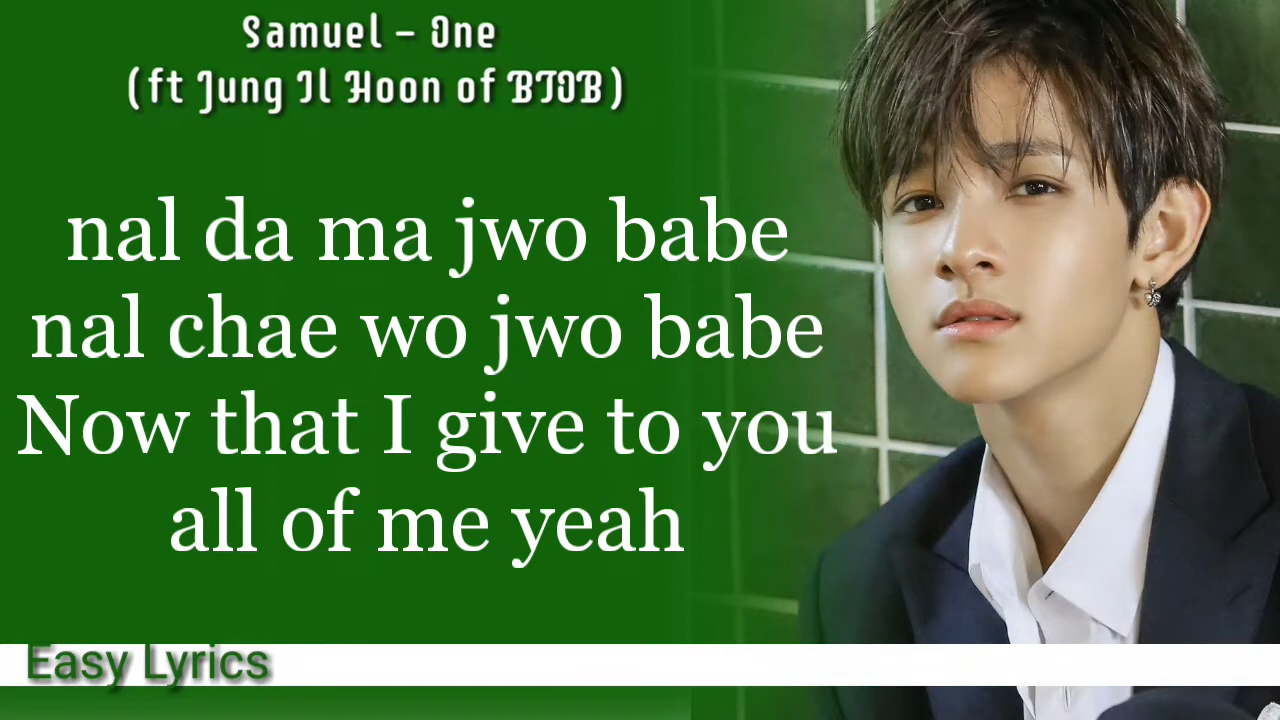 Samuel – One
(ft Jung Il Hoon of BTOB)
nal da ma jwo babe
nal chae wo jwo babe
Now that I give to you
all of me yeah
Easy Lyrics